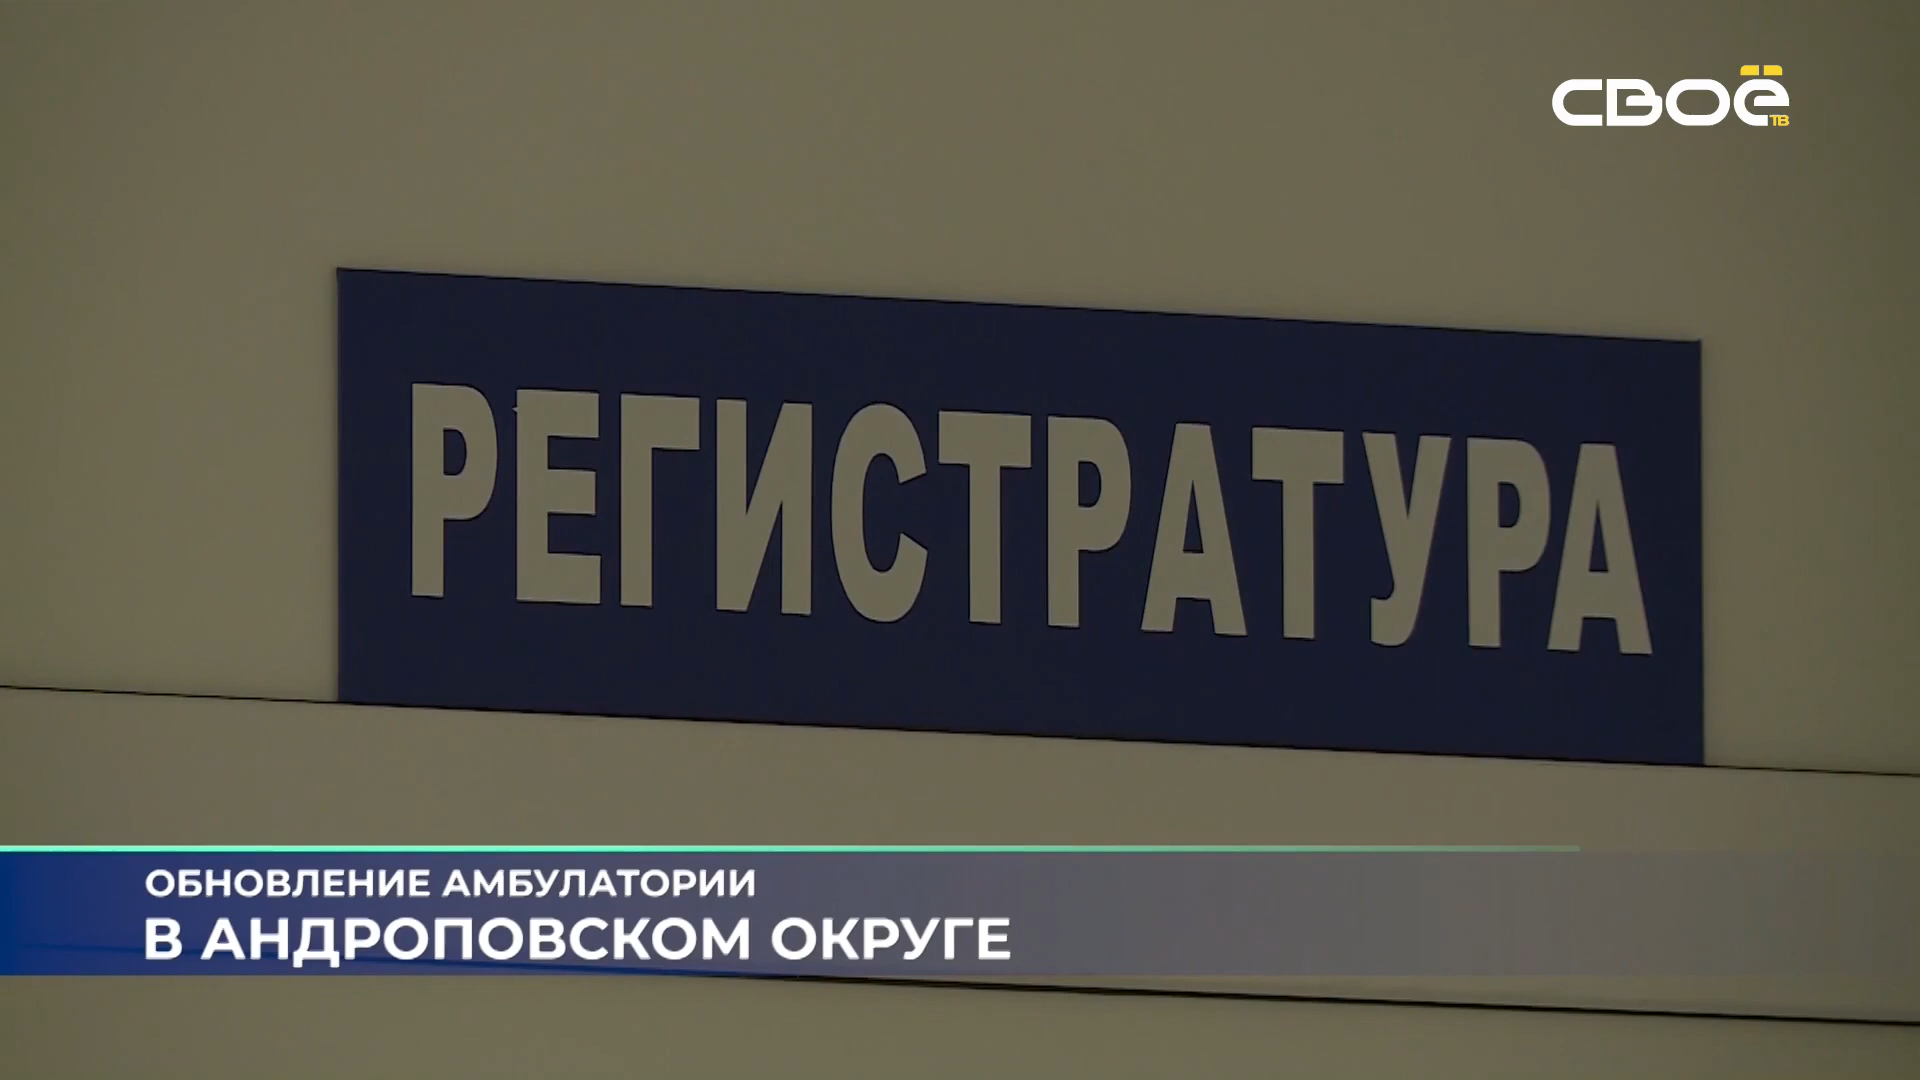 СВОЁ
ТВ
РЕГИСТРАТУРА
ОБНОВЛЕНИЕ АМБУЛАТОРИИ
В АНДРОПОВСКОМ ОКРУГЕ